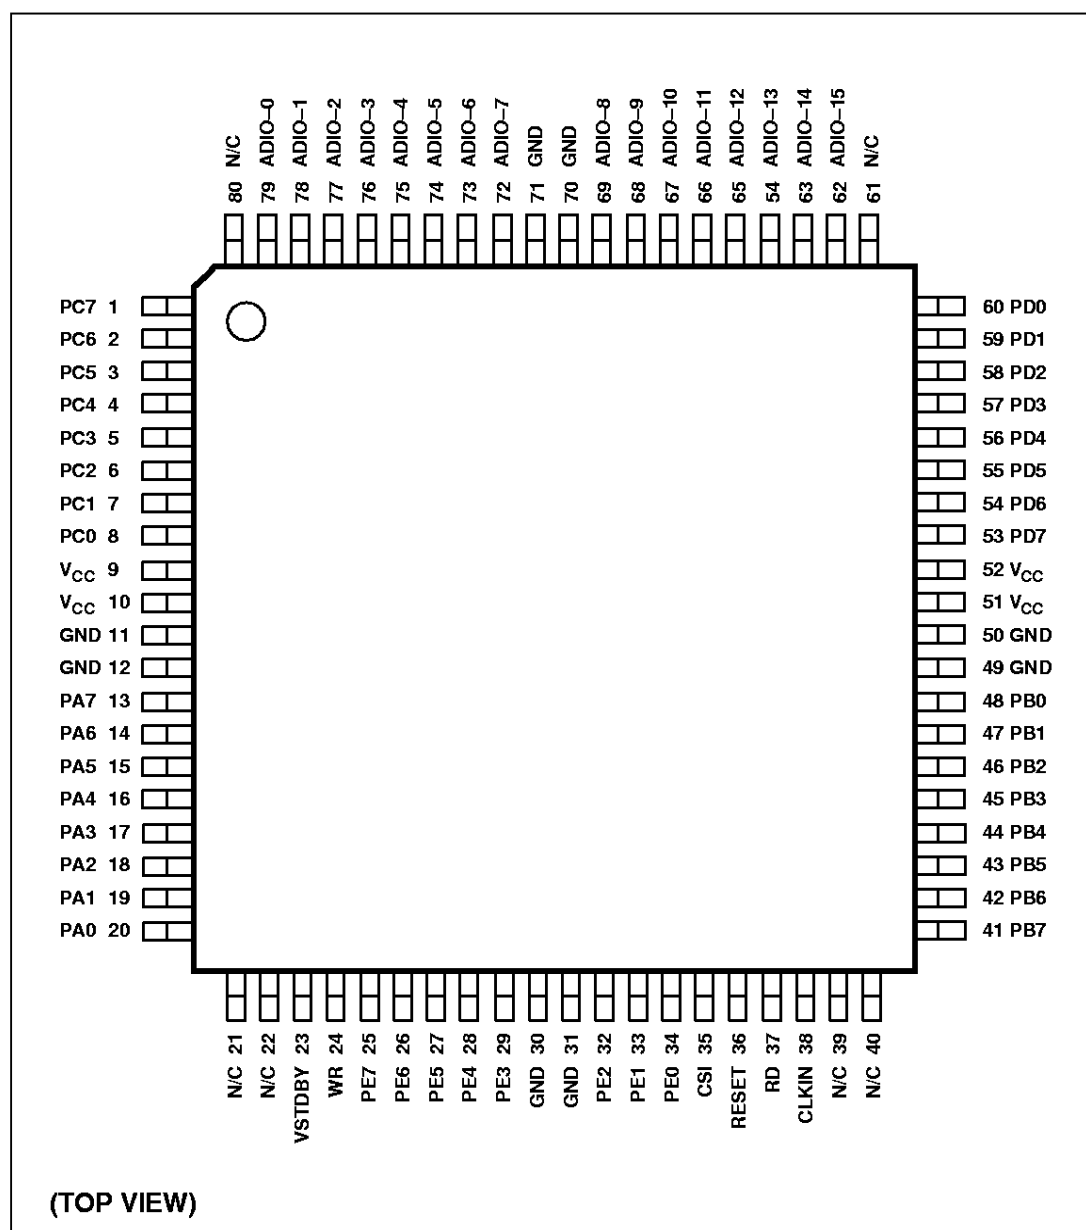 80 N/C
79 ADIO–0
78 ADIO–1
77 ADIO–2
76 ADIO–3
75 ADIO–4
74 ADIO–5
73 ADIO–6
72 ADIO–7
71 GND
70 GND
69 ADIO–8
68 ADIO–9
67 ADIO–10
66 ADIO–11
65 ADIO–12
54 ADIO–13
63 ADIO–14
62 ADIO–15
61 N/C
PC7 1
PC6 2
PC5 3
PC4 4
PC3 5
PC2 6
PC1 7
PC0 8
VCC 9
VCC 10
GND 11
GND 12
PA7 13
PA6 14
PA5 15
PA4 16
PA3 17
PA2 18
PA1 19
PA0 20
60 PD0
59 PD1
58 PD2
57 PD3
56 PD4
55 PD5
54 PD6
53 PD7
52 VCC
51 VCC
50 GND
49 GND
48 PB0
47 PB1
46 PB2
45 PB3
44 PB4
43 PB5
42 PB6
41 PB7
N/C 21
N/C 22
VSTDBY 23
WR 24
PE7 25
PE6 26
PE5 27
PE4 28
PE3 29
GND 30
GND 31
PE2 32
PE1 33
PE0 34
CSI 35
RESET 36
RD 37
CLKIN 38
N/C 39
N/C 40
(TOP VIEW)